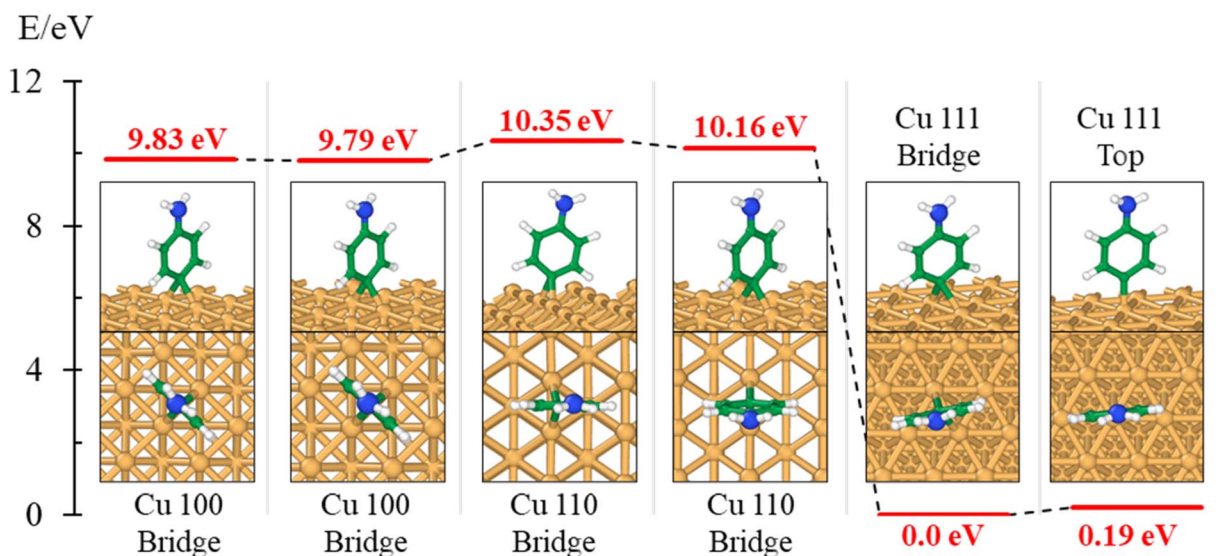 E/eV
12
8
4
0
9.83 eV
9.79 eV
10.35 eV
10.16 eV
Cu 111
Bridge
Cu 111
Top
Cu 100
Bridge
Cu 100
Bridge
Cu 110
Bridge
Cu 110
Bridge
0.0 eV
0.19 eV